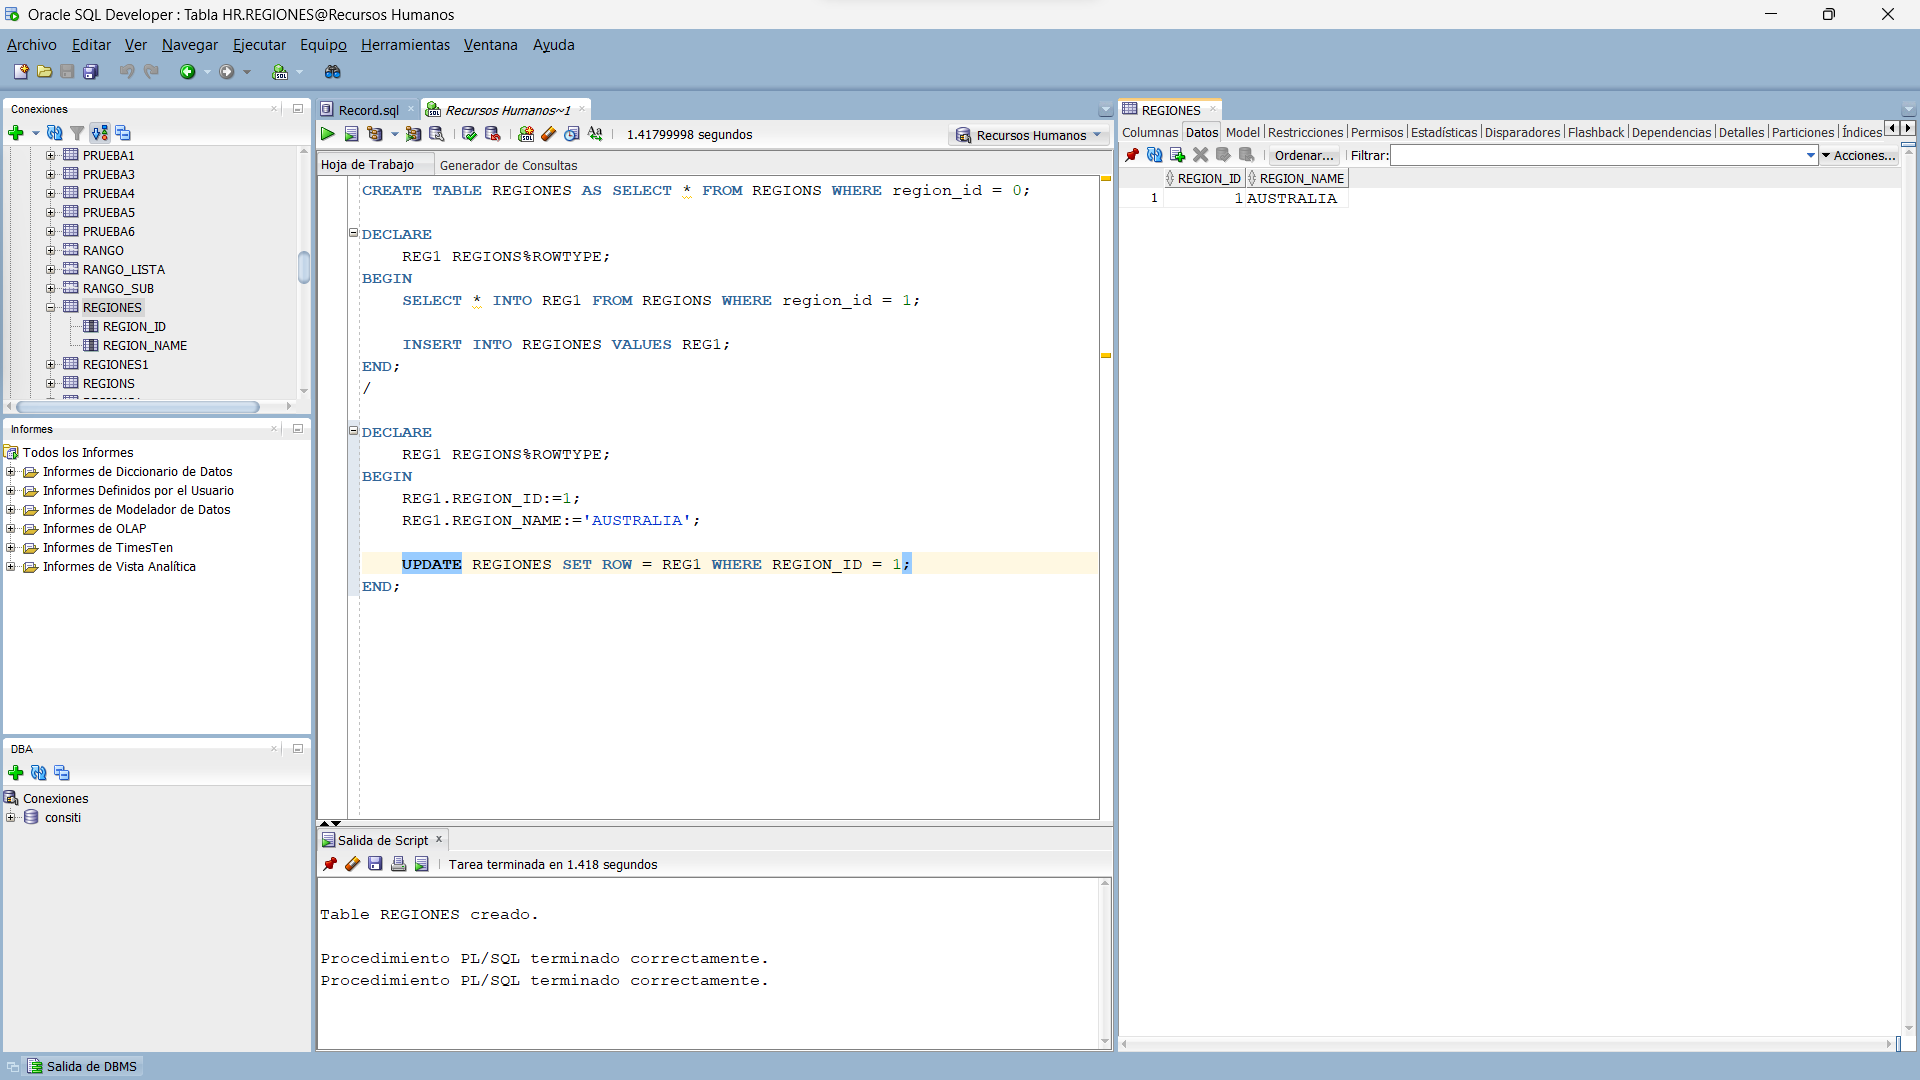 Oracle SQL Developer : Tabla HR.REGIONES@Recursos Humanos
Archivo Editar Ver Navegar Ejecutar Equipo Herramientas Ventana Ayuda
Conexiones
PRUEBA1
PRUEBA3
PRUEBA4
PRUEBA5
PRUEBA6
RANGO
RANGO_LISTA
RANGO_SUB
REGIONES
REGION_ID
REGION_NAME
REGIONES1
REGIONS
Informes
Todos los Informes
Informes de Diccionario de Datos
Informes Definidos por el Usuario
Informes de Modelador de Datos
Informes de OLAP
Informes de TimesTen
Informes de Vista Analítica
DBA
Conexiones
consiti
Record.sql Recursos Humanos~1
1.41799998 segundos Recursos Humanos
Hoja de Trabajo Generador de Consultas
CREATE TABLE REGIONES AS SELECT * FROM REGIONS WHERE region_id = 0;
DECLARE
REG1 REGIONS%ROWTYPE;
BEGIN
SELECT * INTO REG1 FROM REGIONS WHERE region_id = 1;
INSERT INTO REGIONES VALUES REG1;
END;
/
DECLARE
REG1 REGIONS%ROWTYPE;
BEGIN
REG1.REGION_ID:=1;
REG1.REGION_NAME:='AUSTRALIA';
UPDATE REGIONES SET ROW = REG1 WHERE REGION_ID = 1;
END;
Salida de Script
Tarea terminada en 1.418 segundos
Table REGIONES creado.
Procedimiento PL/SQL terminado correctamente.
Procedimiento PL/SQL terminado correctamente.
REGIONES
Columnas Datos Model Restricciones Permisos Estadísticas Disparadores Flashback Dependencias Detalles Particiones Índices
Ordenar... Filtrar: Acciones...
REGION_ID REGION_NAME
1 1 AUSTRALIA
Salida de DBMS